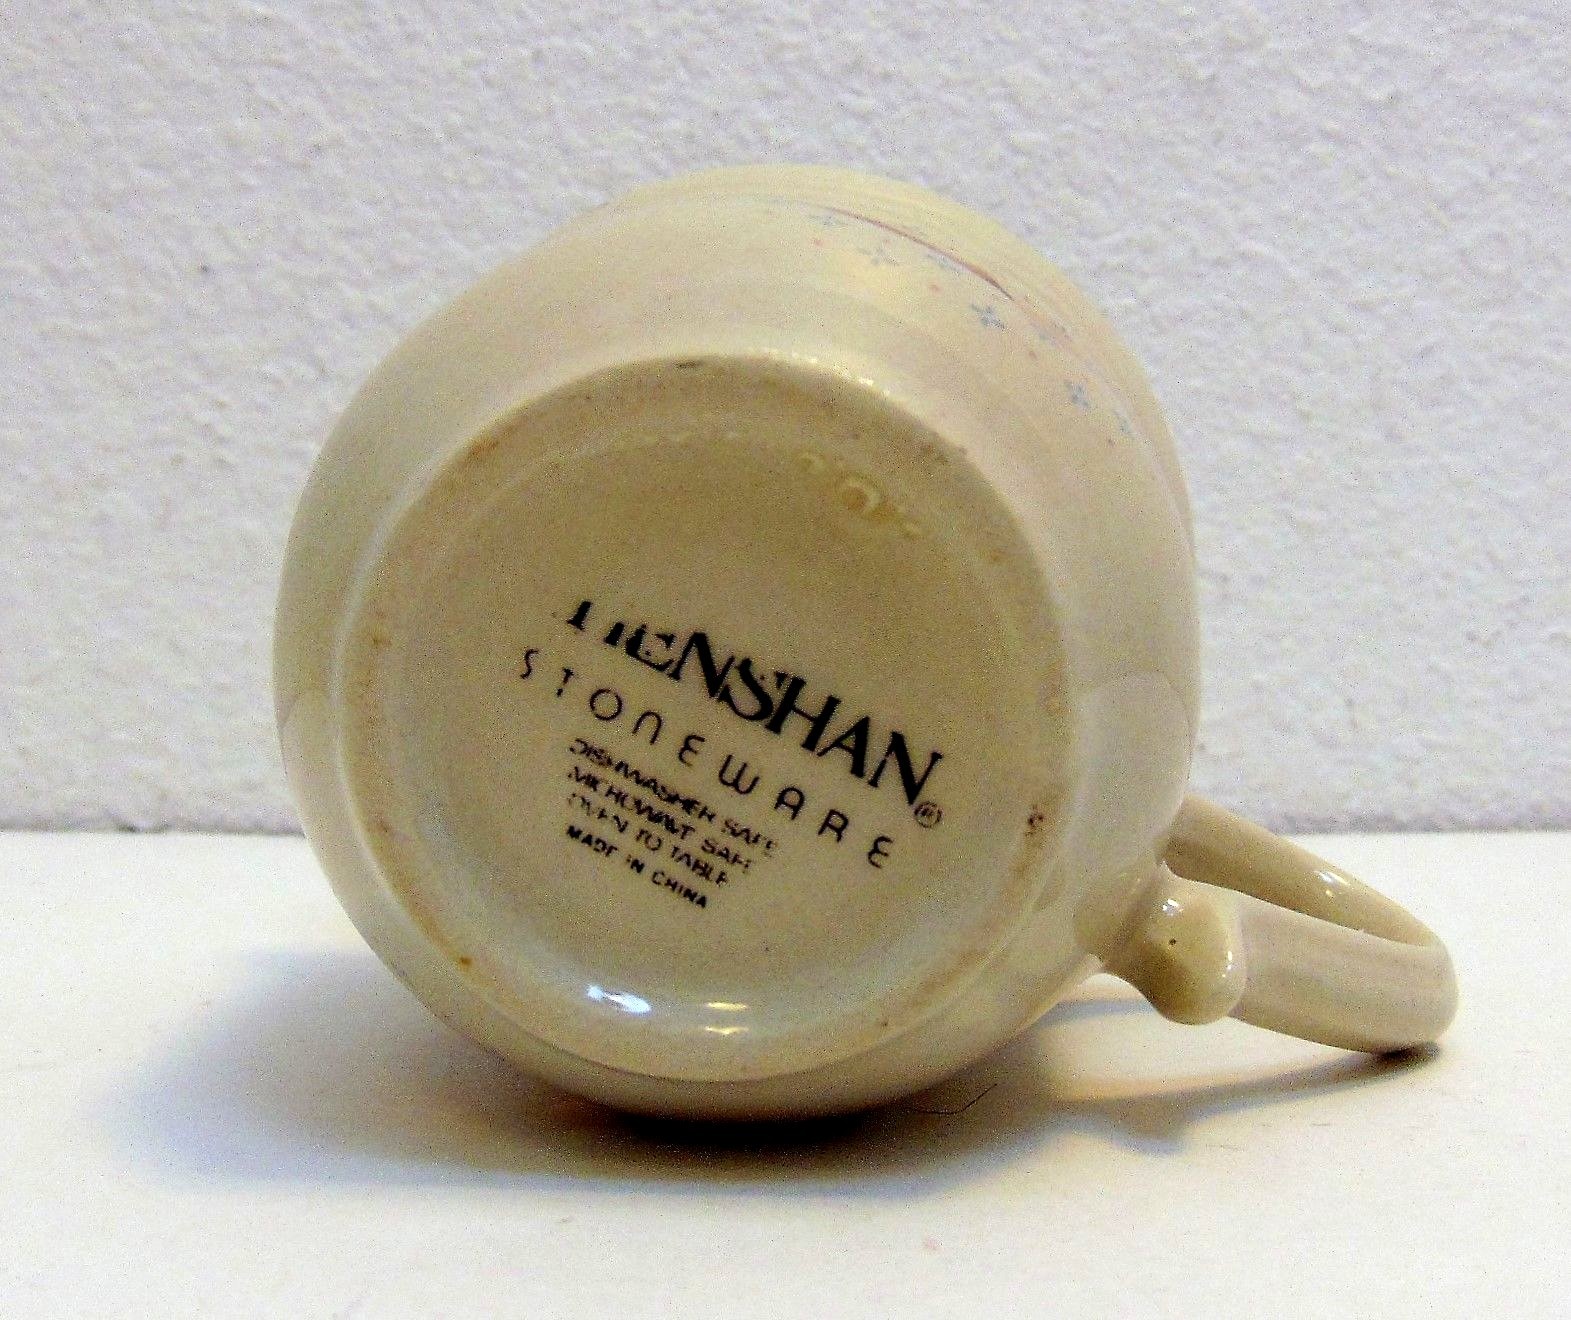 TIENSHAN®
STONEWARE
DISHWASHER SAFE
MICROWAVE SAFE
OVEN TO TABLE
MADE IN CHINA